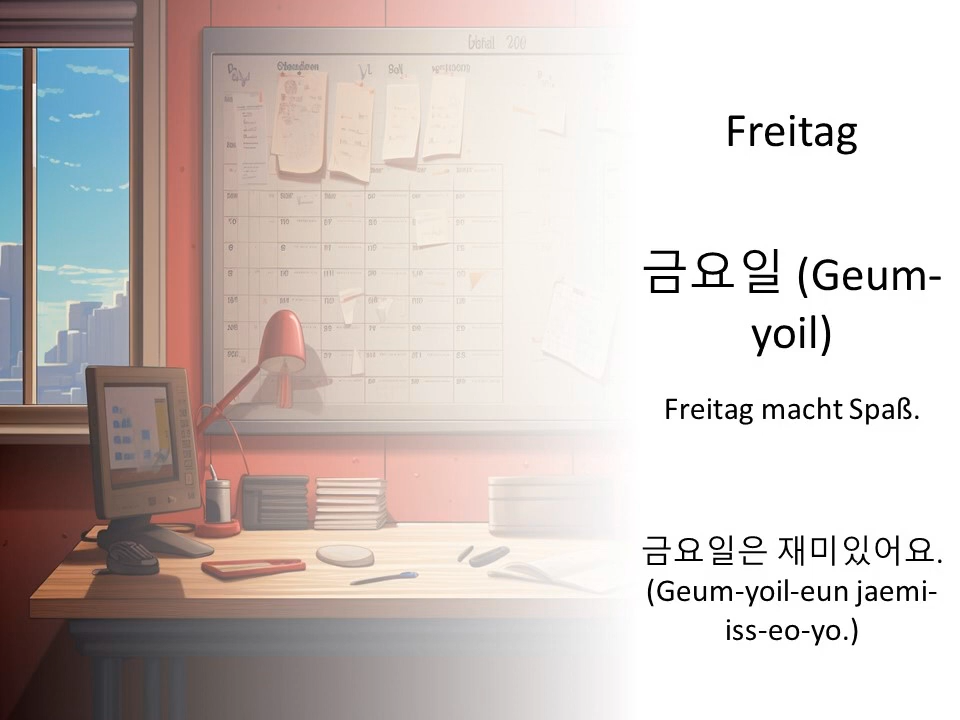 Freitag
금요일 (Geum-
yoil)
Freitag macht Spaß.
금요일은 재미있어요.
(Geum-yoil-eun jaemi-
iss-eo-yo.)